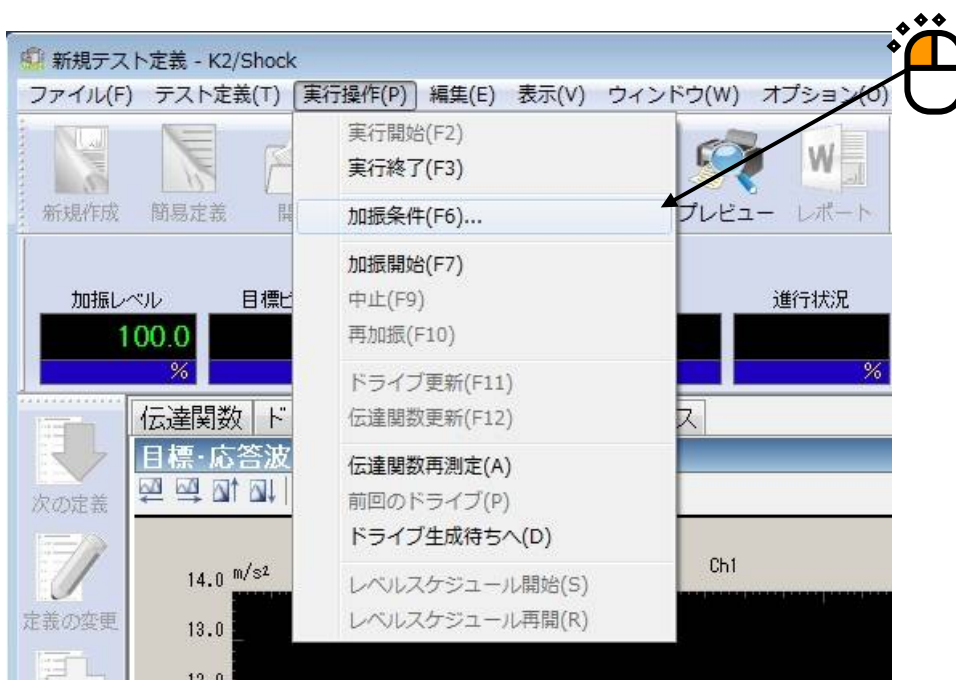 新規テスト定義 - K2/Shock
ファイル(F) テスト定義(T) 実行操作(P) 編集(E) 表示(V) ウィンドウ(W) オプション(O)
実行開始(F2)
実行終了(F3)
加振条件(F6)...
加振開始(F7)
中止(F9)
再加振(F10)
ドライブ更新(F11)
伝達関数更新(F12)
伝達関数再測定(A)
前回のドライブ(P)
ドライブ生成待ちへ(D)
レベルスケジュール開始(S)
レベルスケジュール再開(R)
新規作成 簡易定義 プレビュー レポート
加振レベル 目標 進行状況
100.0
% %
伝達関数 ド ス
目標・応答波
次の定義
定義の変更
14.0 m/s² Ch1
13.0